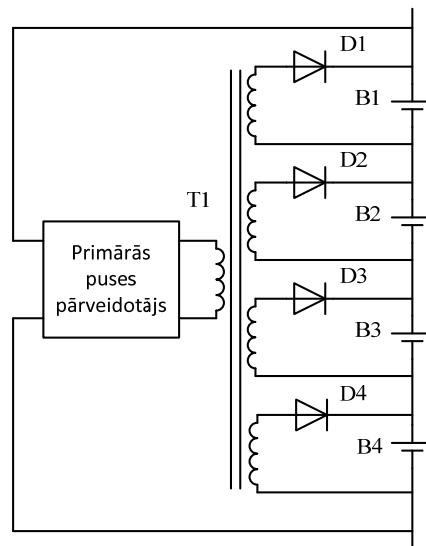 D1
B1
D2
T1
B2
Primārās
puses
pārveidotājs
D3
B3
D4
B4